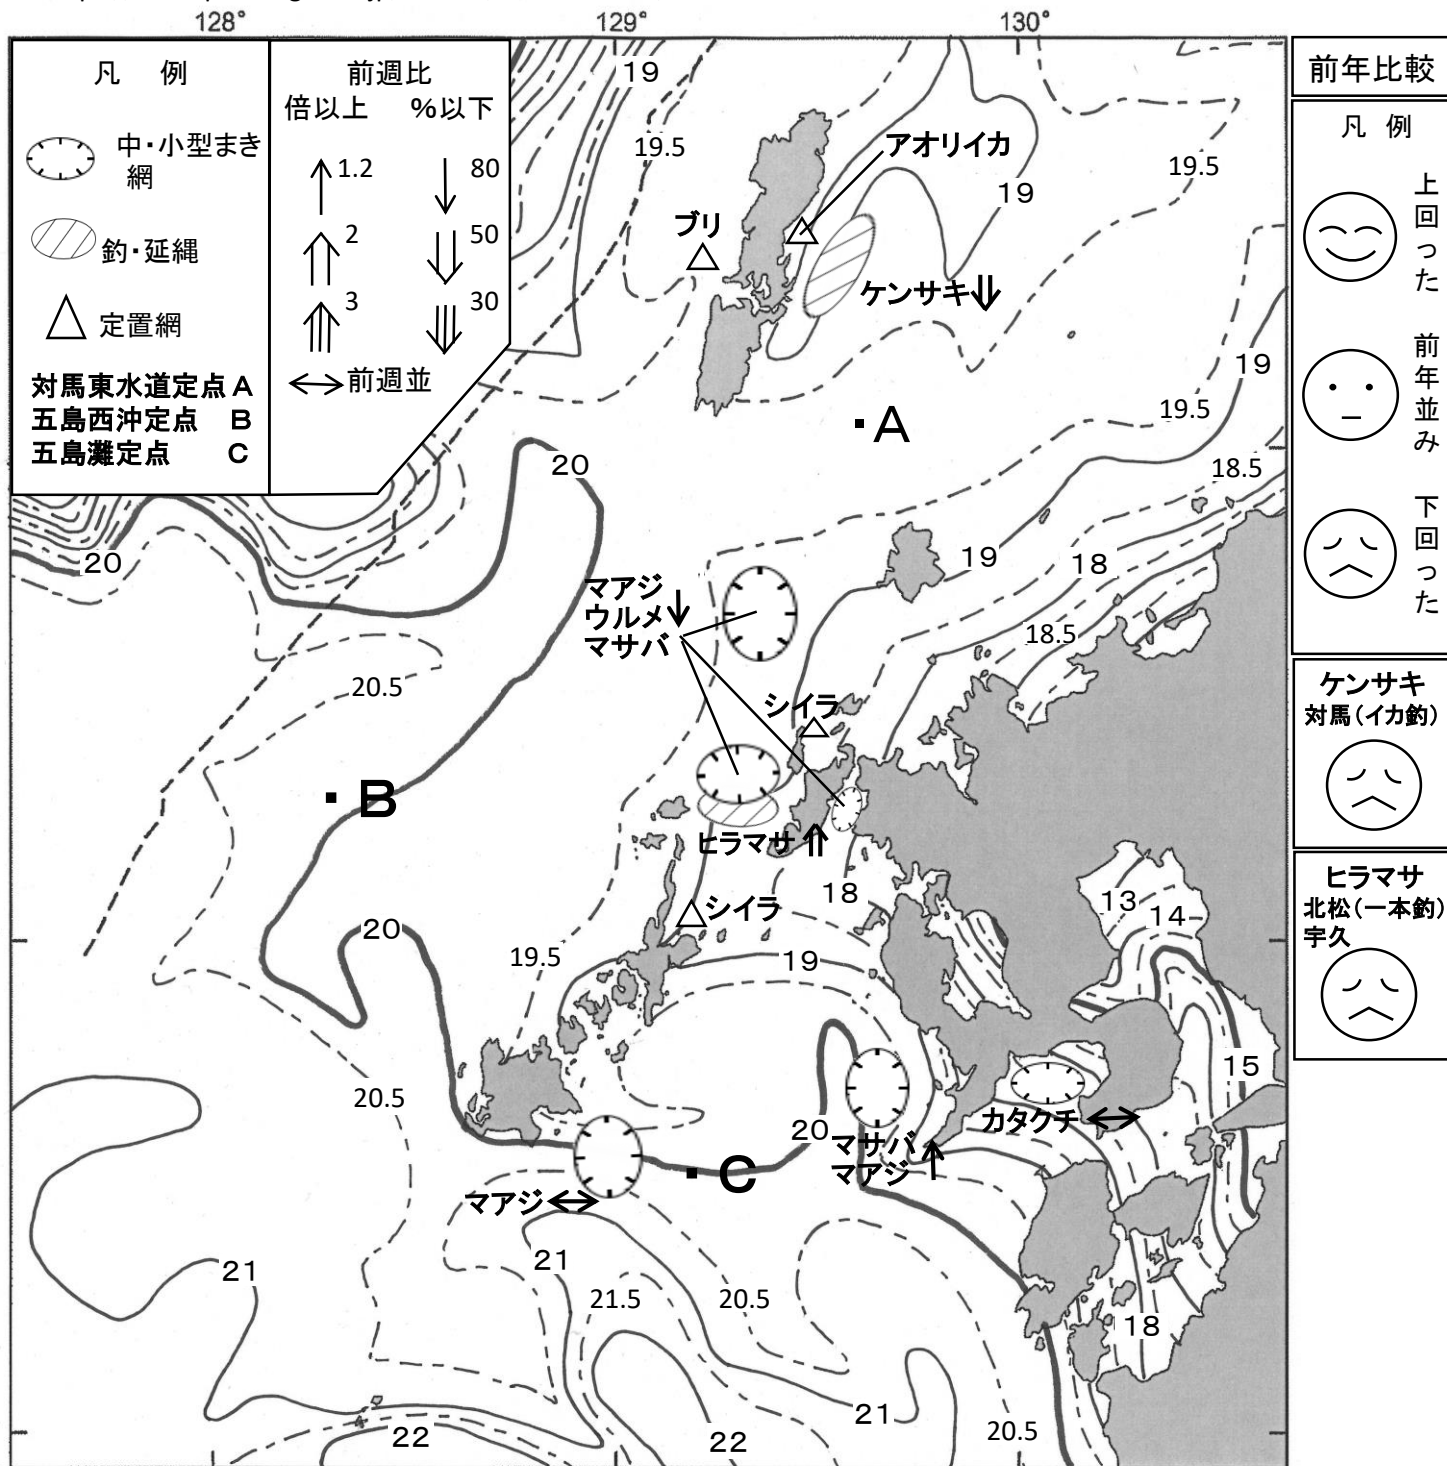 128°
129°
130°
凡　例
中・小型まき
網
釣・延縄
定置網
対馬東水道定点 A
五島西沖定点　B
五島灘定点　C
前週比
倍以上　%以下
1.2　80
2　50
3　30
前週並
前年比較
凡 例
上回った
前年並み
下回った
ケンサキ
対馬(イカ釣)
ヒラマサ
北松(一本釣)
宇久
19
19.5
アオリイカ
19.5
19
ブリ
ケンサキ
19
19.5
A
20
18.5
20
19
18
マアジ
ウルメ
マサバ
18.5
20.5
シイラ
B
ヒラマサ
18
13
14
シイラ
20
19.5
19
15
20.5
カタクチ
20
マサバ
マアジ
C
マアジ
21
21
21.5
20.5
18
21
20.5
22
22